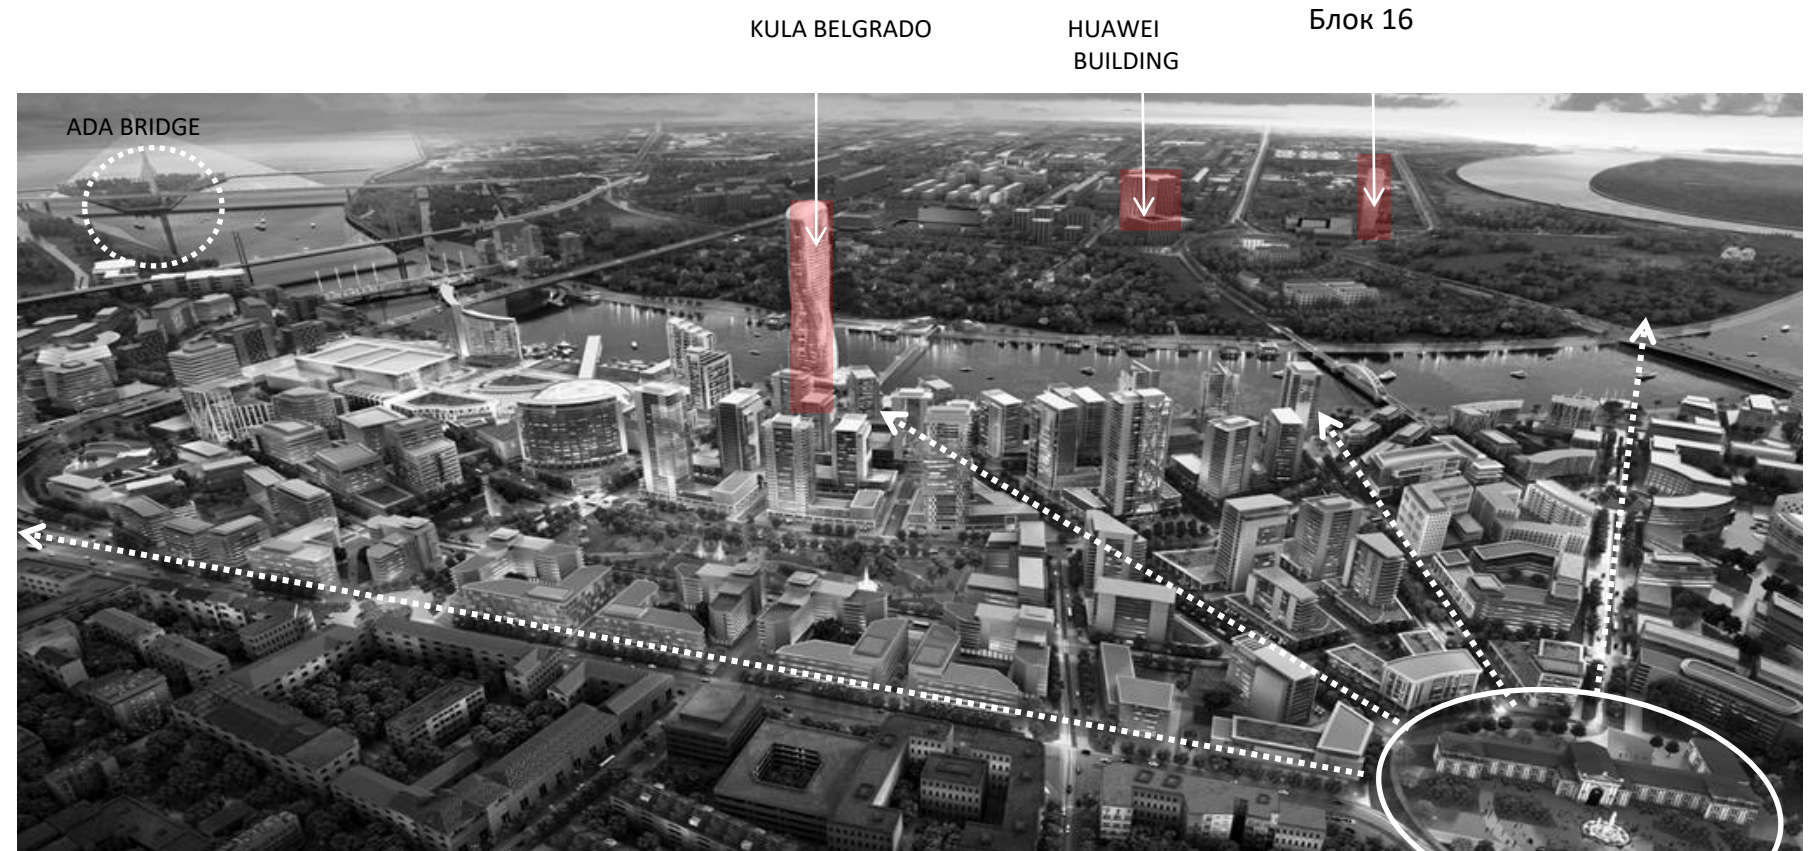 KULA BELGRADO
HUAWEI
BUILDING
Блок 16
ADA BRIDGE